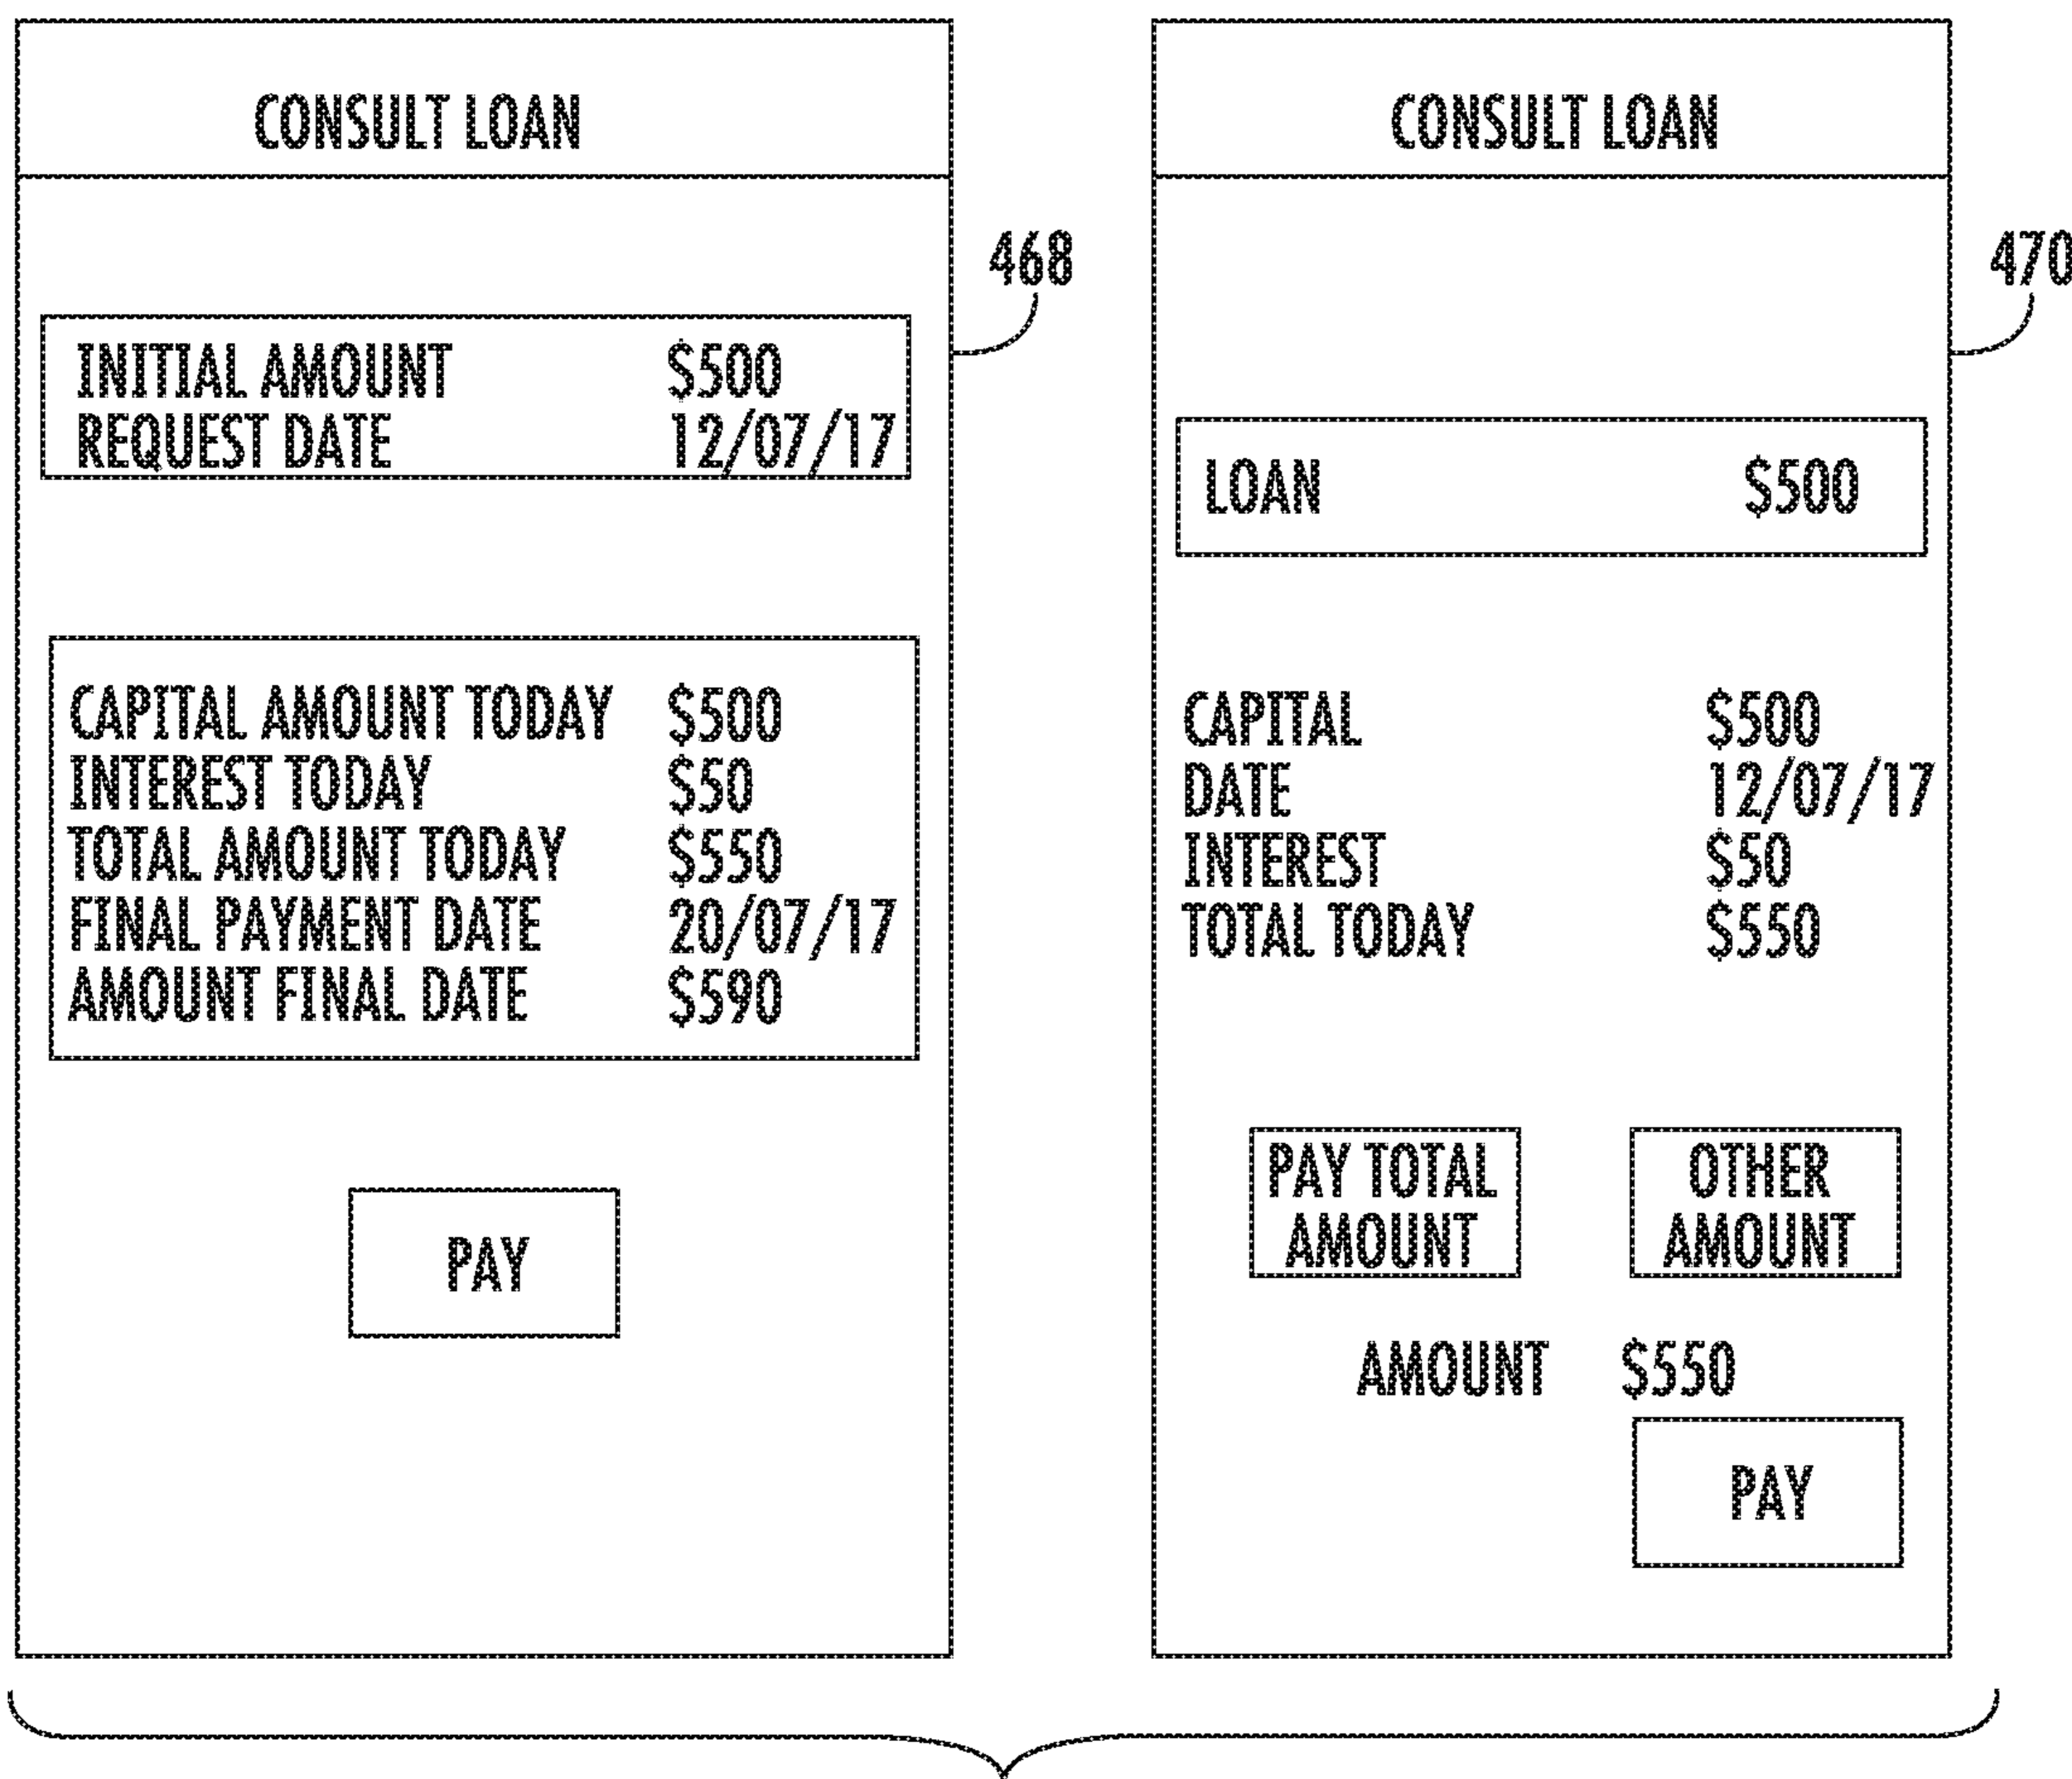 CONSULT LOAN
468
INITIAL AMOUNT $500
REQUEST DATE 12/07/17
CAPITAL AMOUNT TODAY $500
INTEREST TODAY $50
TOTAL AMOUNT TODAY $550
FINAL PAYMENT DATE 20/07/17
AMOUNT FINAL DATE $590
PAY
CONSULT LOAN
470
LOAN $500
CAPITAL $500
DATE 12/07/17
INTEREST $50
TOTAL TODAY $550
PAY TOTAL
AMOUNT
OTHER
AMOUNT
AMOUNT $550
PAY